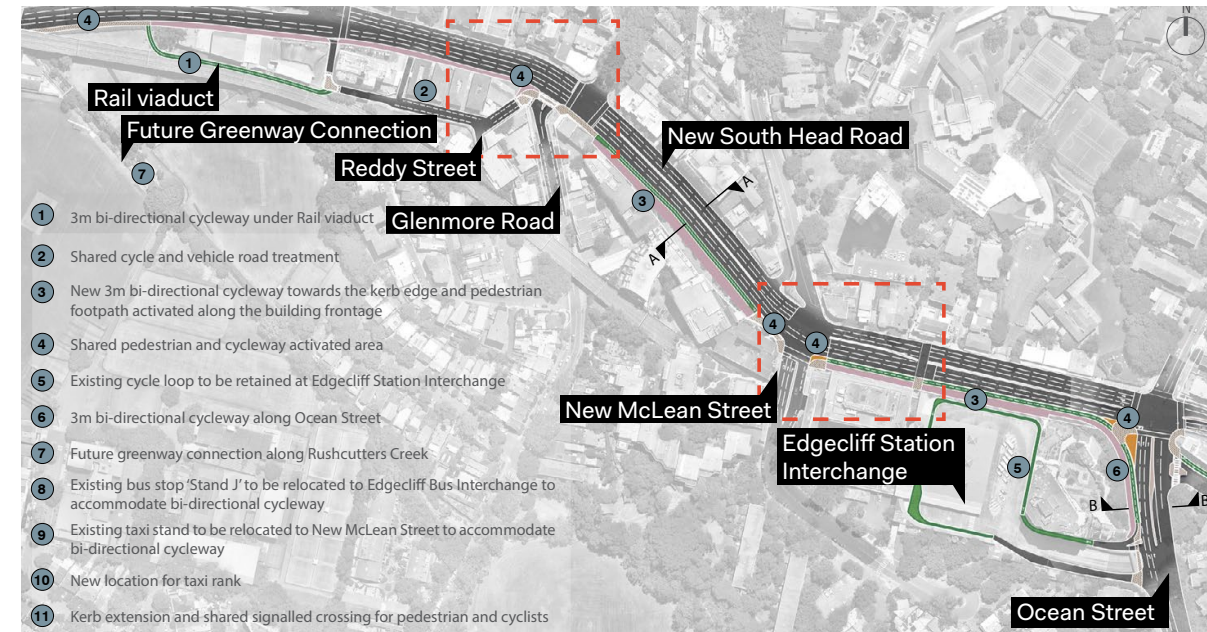 4
N
1
4
Rail viaduct
2
Future Greenway Connection
New South Head Road
Reddy Street
7
A
3
Glenmore Road
A
1 3m bi-directional cycleway under Rail viaduct
2 Shared cycle and vehicle road treatment
3 New 3m bi-directional cycleway towards the kerb edge and pedestrian
footpath activated along the building frontage
4 Shared pedestrian and cycleway activated area
5 Existing cycle loop to be retained at Edgecliff Station Interchange
6 3m bi-directional cycleway along Ocean Street
7 Future greenway connection along Rushcutters Creek
8 Existing bus stop ‘Stand J’ to be relocated to Edgecliff Bus Interchange to
accommodate bi-directional cycleway
9 Existing taxi stand to be relocated to New McLean Street to accommodate
bi-directional cycleway
10 New location for taxi rank
11 Kerb extension and shared signalled crossing for pedestrian and cyclists
4
4
New McLean Street
3
4
Edgecliff Station
Interchange
5
6
B
B
Ocean Street